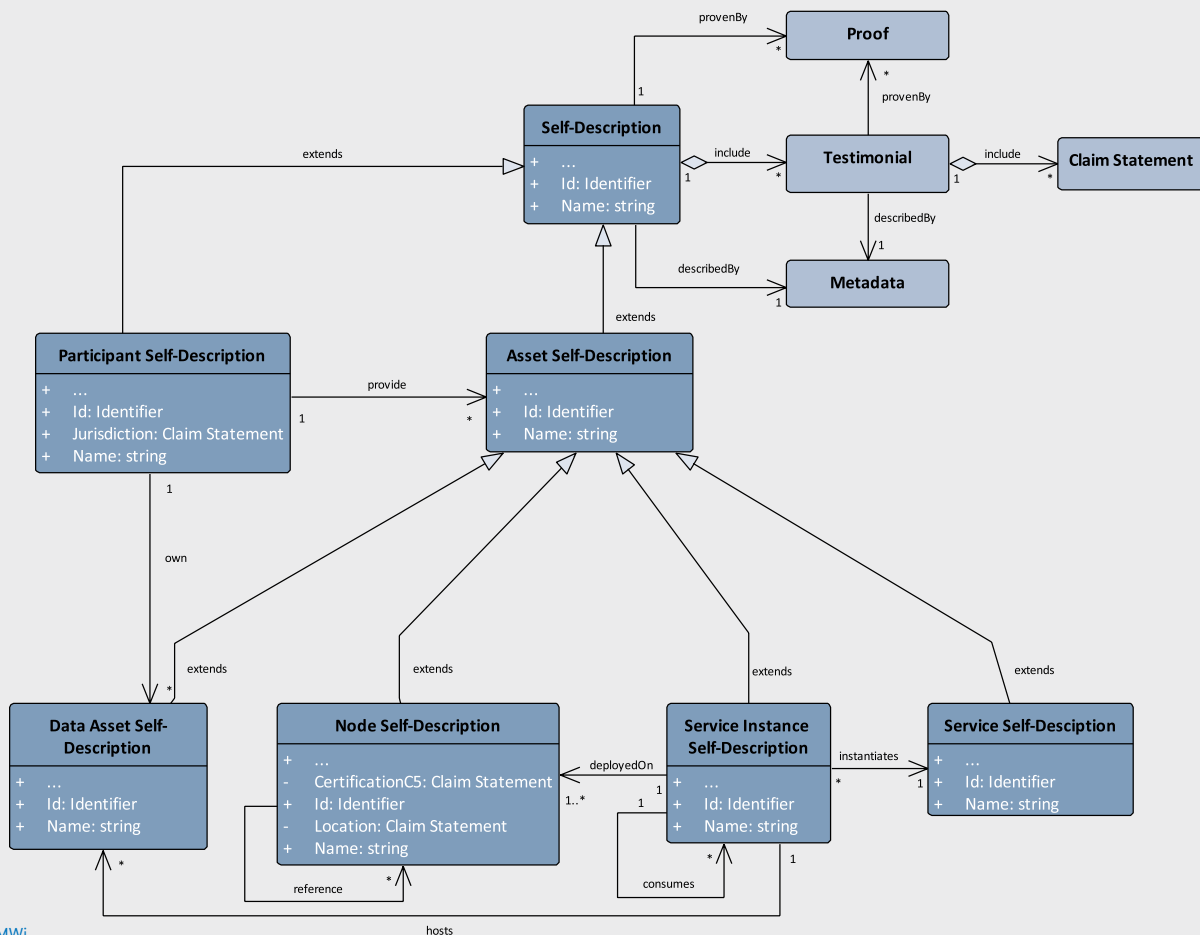 provenBy
Proof
*
*
1
provenBy
Self-Description
+ ...
+ Id: Identifier
+ Name: string
include
1
*
Testimonial
include
1
*
Claim Statement
extends
describedBy
1
describedBy
1
Metadata
extends
Participant Self-Description
+ ...
+ Id: Identifier
+ Jurisdiction: Claim Statement
+ Name: string
provide
1
*
Asset Self-Description
+ ...
+ Id: Identifier
+ Name: string
1
own
*
extends
extends
extends
extends
Data Asset Self-
Description
+ ...
+ Id: Identifier
+ Name: string
Node Self-Description
+ ...
- CertificationC5: Claim Statement
+ Id: Identifier
- Location: Claim Statement
+ Name: string
deployedOn
1
1..*
Service Instance
Self-Description
+ ...
+ Id: Identifier
+ Name: string
instantiates
*
1
Service Self-Desciption
+ ...
+ Id: Identifier
+ Name: string
1
*
consumes
*
reference
1
*
hosts
MWi